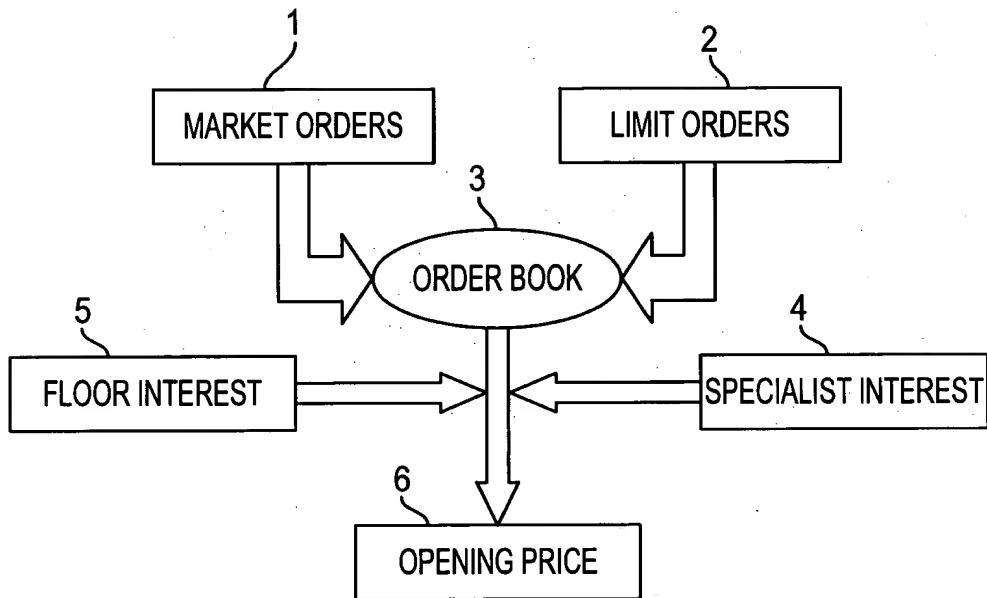 1
MARKET ORDERS
2
LIMIT ORDERS
3
ORDER BOOK
5
FLOOR INTEREST
4
SPECIALIST INTEREST
6
OPENING PRICE